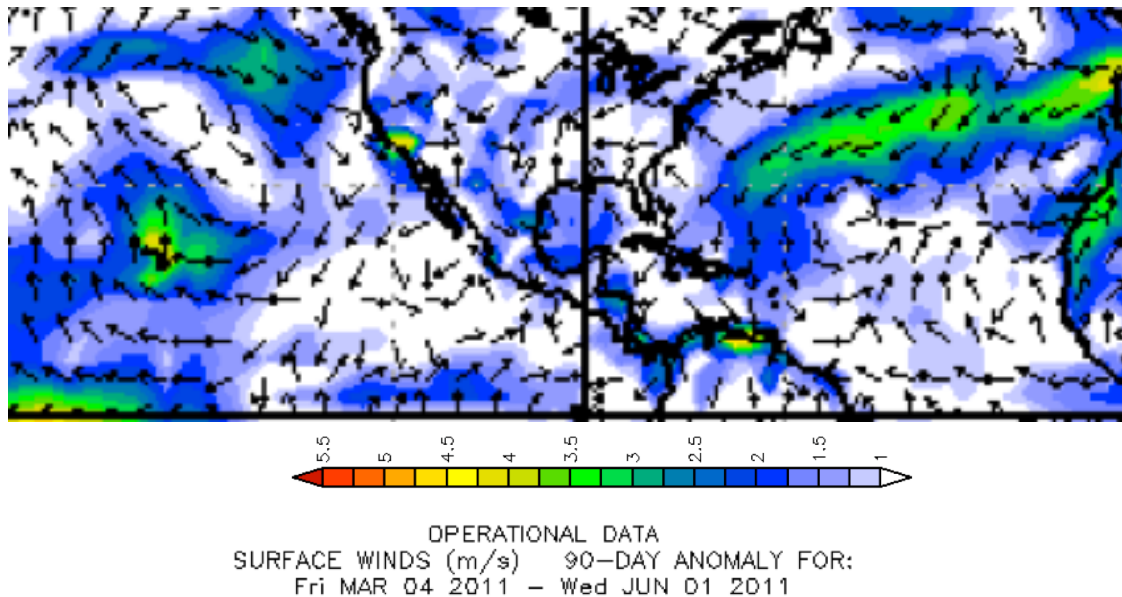 5.5 5 4.5 4 3.5 3 2.5 2 1.5 1
OPERATIONAL DATA
SURFACE WINDS (m/s) 90-DAY ANOMALY FOR:
Fri MAR 04 2011 - Wed JUN 01 2011